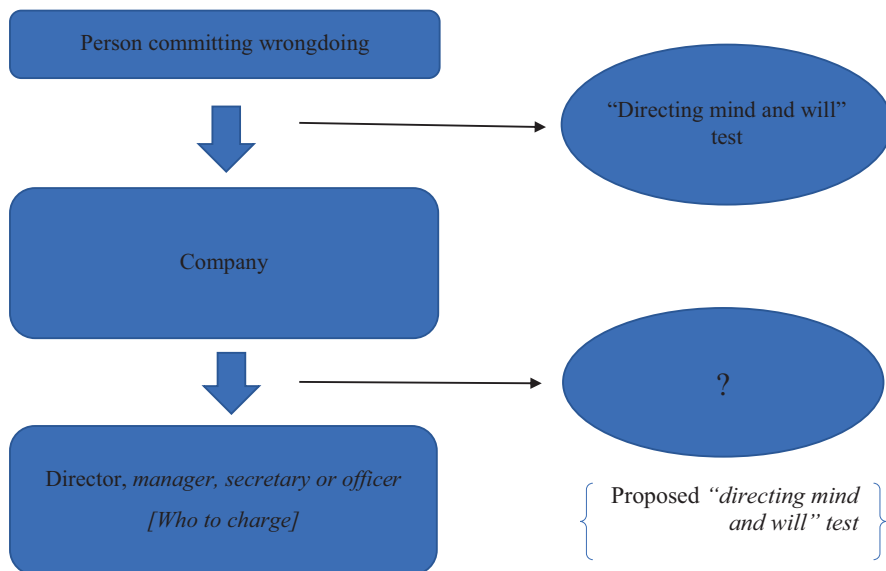 Person committing wrongdoing
“Directing mind and will”
test
Company
?
Director, manager, secretary or officer
[Who to charge]
Proposed “directing mind
and will” test